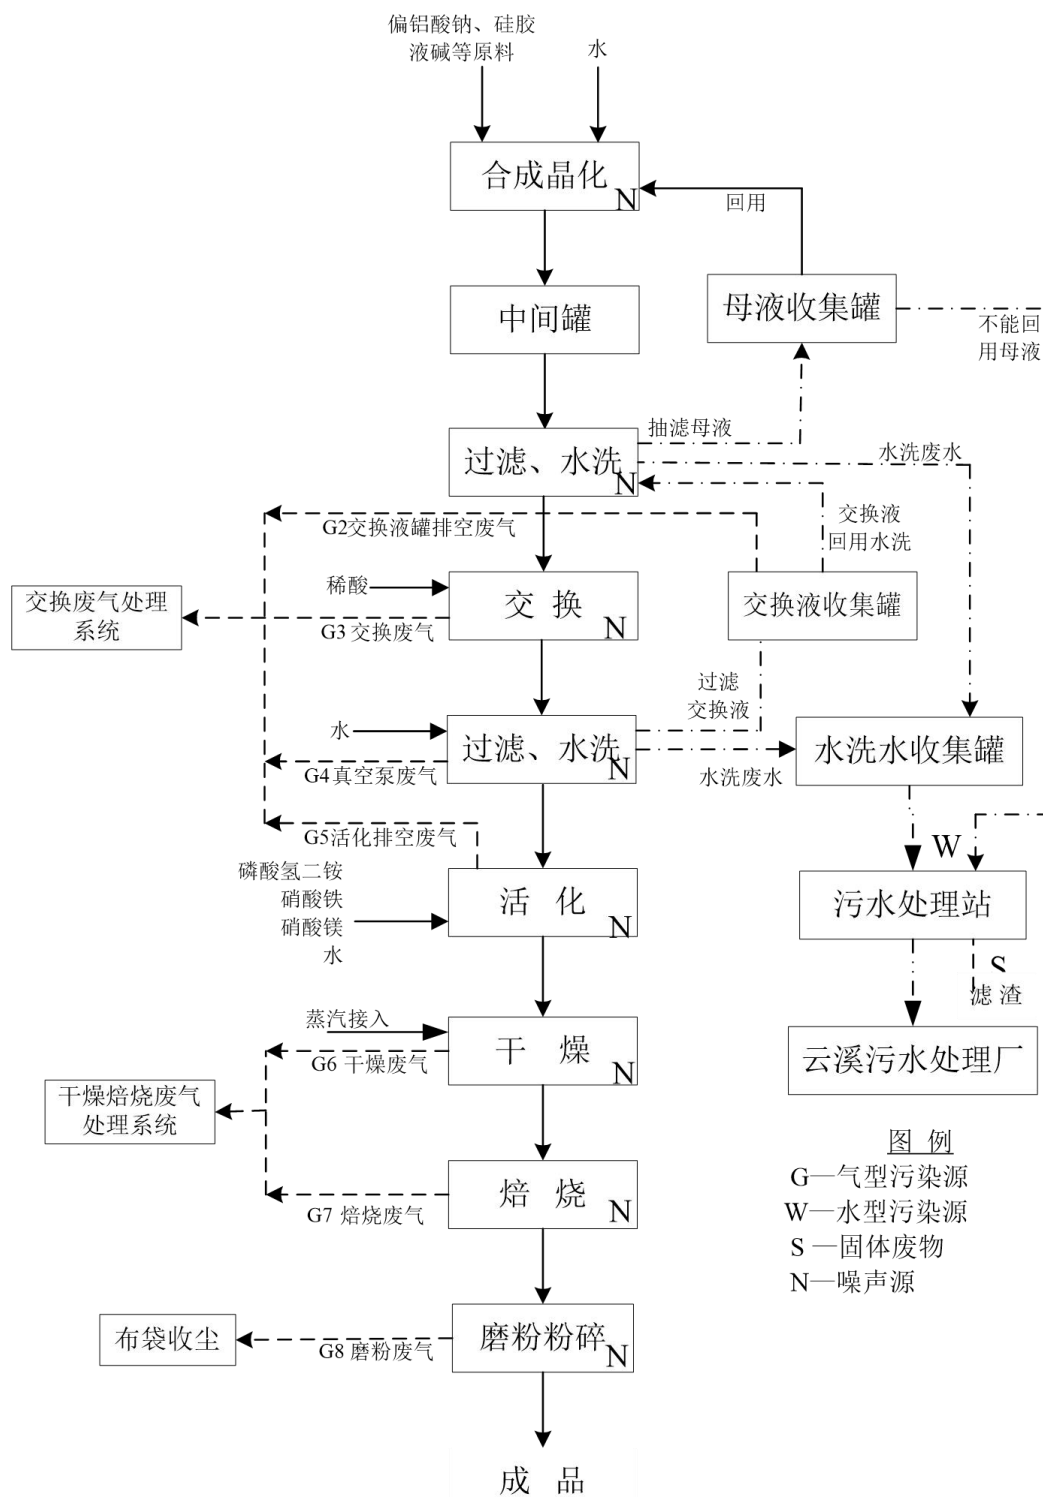 偏铝酸钠、硅胶
液碱等原料
水
合成晶化
N
回用
中间罐
母液收集罐
不能回
用母液
抽滤母液
过滤、水洗
N
水洗废水
交换液
回用水洗
G2交换液罐排空废气
稀酸
交 换
N
交换液收集罐
交换废气处理
系统
G3 交换废气
过滤
交换液
水
过滤、水洗
N
水洗水收集罐
G4真空泵废气
水洗废水
G5活化排空废气
W
磷酸氢二铵
硝酸铁
硝酸镁
水
活 化
N
污水处理站
S
滤 渣
蒸汽接入
干 燥
N
云溪污水处理厂
G6 干燥废气
干燥焙烧废气
处理系统
图 例
G—气型污染源
W—水型污染源
S —固体废物
N—噪声源
焙 烧
N
G7 焙烧废气
布袋收尘
G8 磨粉废气
磨粉粉碎
N
成 品